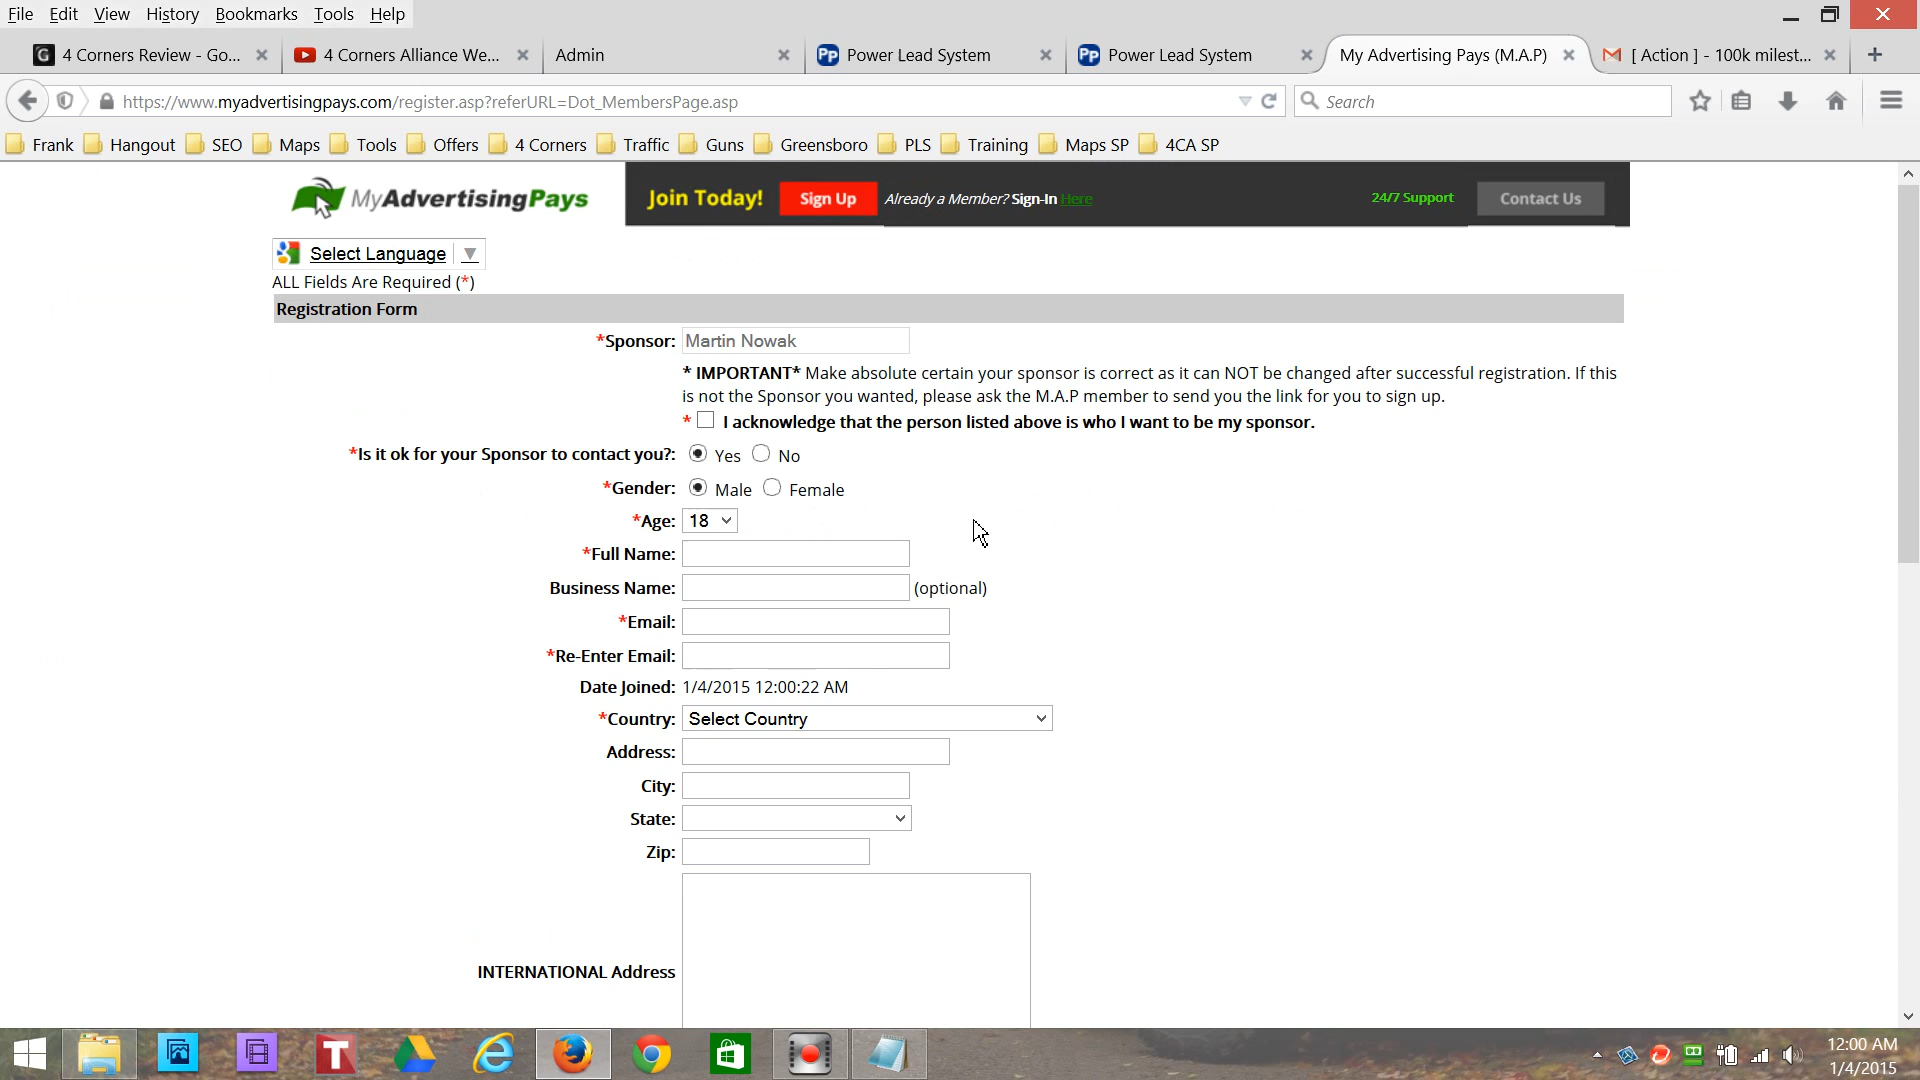 File Edit View History Bookmarks Tools Help
4 Corners Review - Go... 4 Corners Alliance We... Admin Power Lead System Power Lead System My Advertising Pays (M.A.P) [ Action ] - 100k milest...
https://www.myadvertisingpays.com/register.asp?referURL=Dot_MembersPage.asp Search
Frank Hangout SEO Maps Tools Offers 4 Corners Traffic Guns Greensboro PLS Training Maps SP 4CA SP
MyAdvertisingPays Join Today! Sign Up Already a Member? Sign-In Here 24/7 Support Contact Us
Select Language ▼
ALL Fields Are Required (*)
Registration Form
*Sponsor: Martin Nowak
* IMPORTANT* Make absolute certain your sponsor is correct as it can NOT be changed after successful registration. If this
is not the Sponsor you wanted, please ask the M.A.P member to send you the link for you to sign up.
* I acknowledge that the person listed above is who I want to be my sponsor.
*Is it ok for your Sponsor to contact you?: Yes No
*Gender: Male Female
*Age: 18
*Full Name:
Business Name: (optional)
*Email:
*Re-Enter Email:
Date Joined: 1/4/2015 12:00:22 AM
*Country: Select Country
Address:
City:
State:
Zip:
INTERNATIONAL Address
12:00 AM
1/4/2015